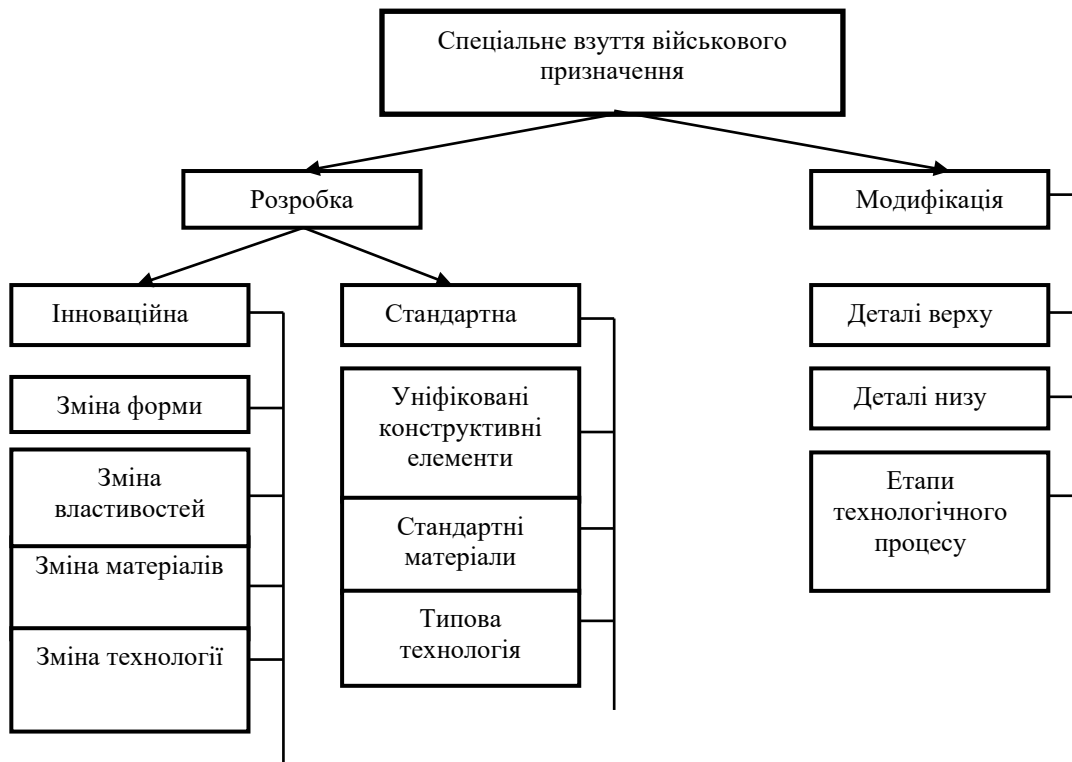 Спеціальне взуття військового
призначення
Розробка
Модифікація
Інноваційна
Стандартна
Деталі верху
Зміна форми
Уніфіковані
конструктивні
елементи
Деталі низу
Зміна
властивостей
Етапи
технологічного
процесу
Стандартні
матеріали
Зміна матеріалів
Типова
технологія
Зміна технології